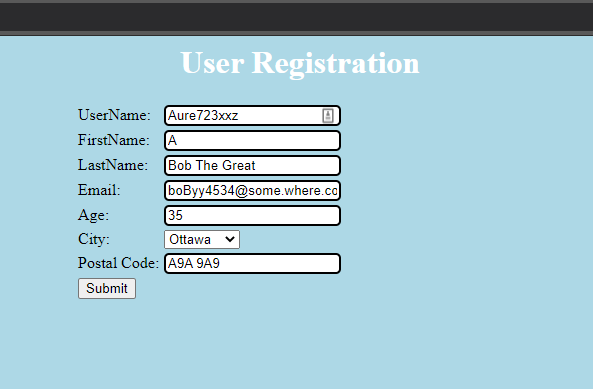 User Registration
UserName: Aure723xxz
FirstName: A
LastName: Bob The Great
Email: boByy4534@some.where.co
Age: 35
City: Ottawa
Postal Code: A9A 9A9
Submit